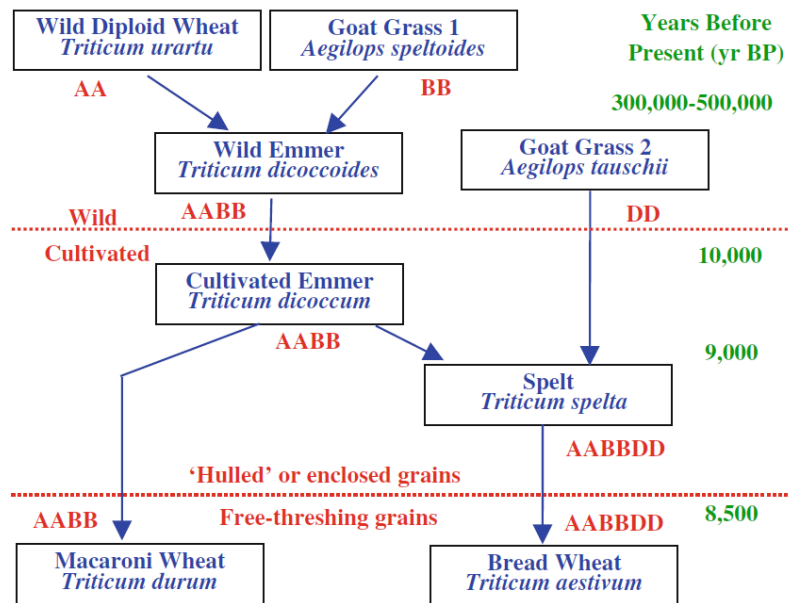 Wild Diploid Wheat
Triticum urartu
Goat Grass 1
Aegilops speltoides
Years Before
Present (yr BP)
AA
BB
300,000-500,000
Wild Emmer
Triticum dicoccoides
Goat Grass 2
Aegilops tauschii
AABB
DD
Wild
Cultivated
10,000
Cultivated Emmer
Triticum dicoccum
AABB
9,000
Spelt
Triticum spelta
AABBDD
‘Hulled’ or enclosed grains
AABB
Free-threshing grains
AABBDD
8,500
Macaroni Wheat
Triticum durum
Bread Wheat
Triticum aestivum